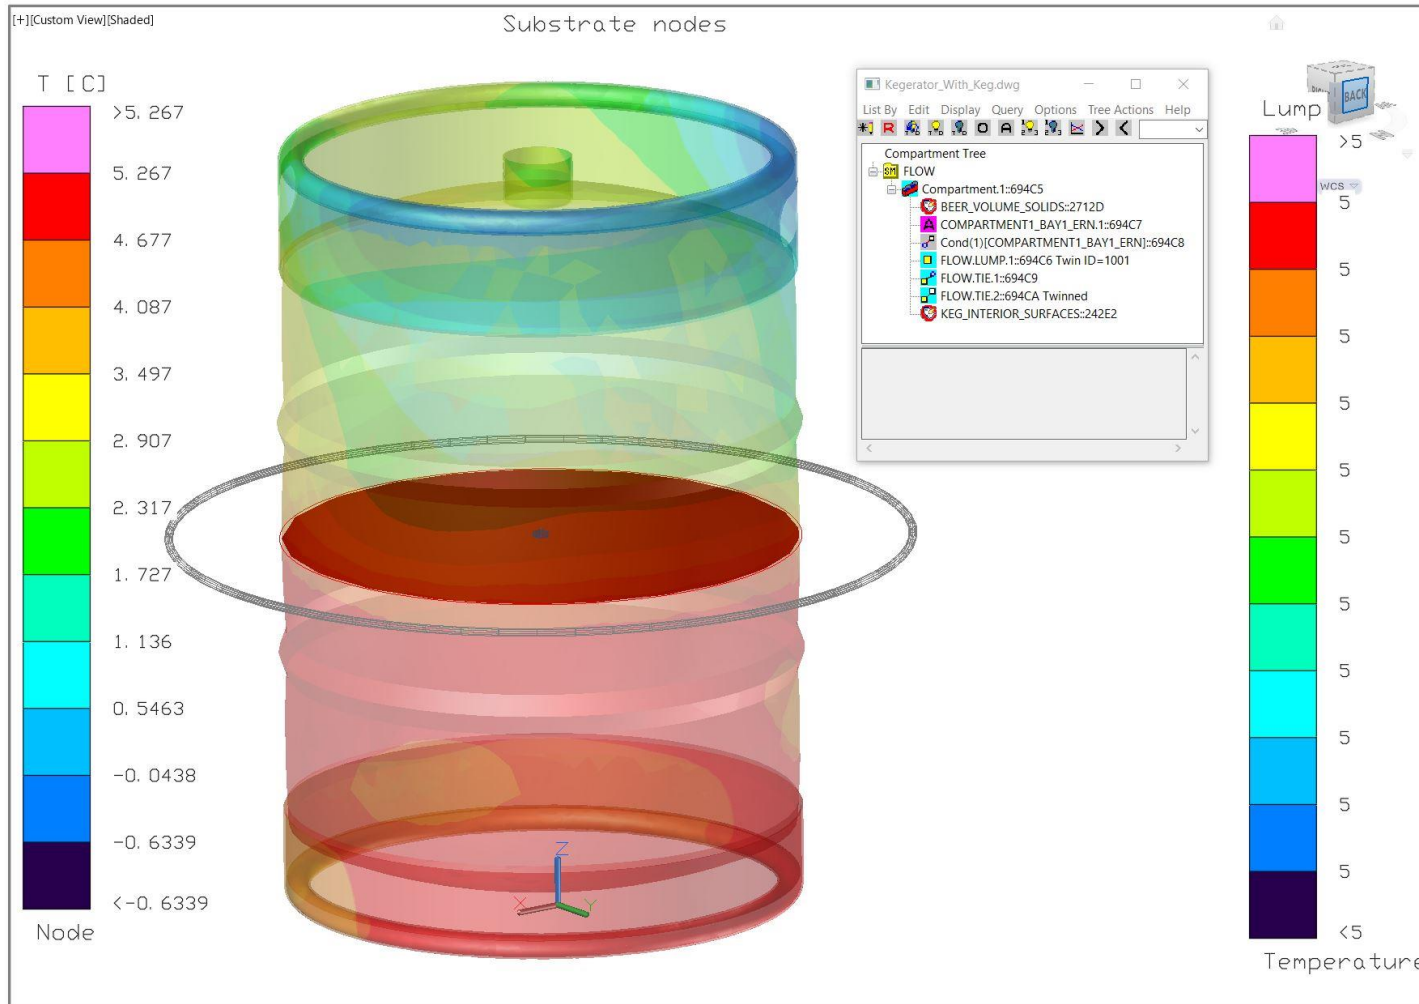 [+][Custom View][Shaded]
Substrate nodes
T [C]
>5.267
5.267
4.677
4.087
3.497
2.907
2.317
1.727
1.136
0.5463
-0.0438
-0.6339
<-0.6339
Node
Kegerator_With_Keg.dwg
List By Edit Display Query Options Tree Actions Help
Compartment Tree
FLOW
Compartment.1::694C5
BEER_VOLUME_SOLIDS::2712D
COMPARTMENT1_BAY1_ERN.1::694C7
Cond(1)[COMPARTMENT1_BAY1_ERN]::694C8
FLOW.LUMP.1::694C6 Twin ID=1001
FLOW.TIE.1::694C9
FLOW.TIE.2::694CA Twinned
KEG_INTERIOR_SURFACES::242E2
Z
X
Y
BACK
WCS
Lump
>5
5
5
5
5
5
5
5
5
5
5
5
<5
Temperature